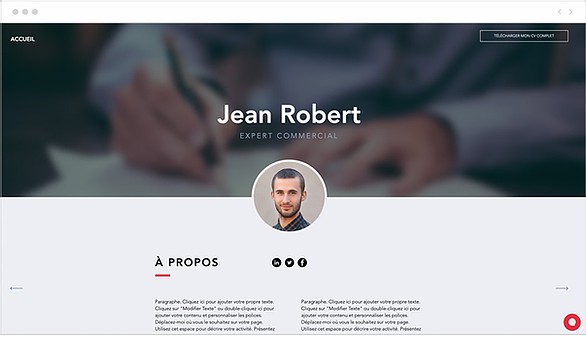 ACCUEIL
TÉLÉCHARGER MON CV COMPLET
Jean Robert
EXPERT COMMERCIAL
À PROPOS
Paragraphe. Cliquez ici pour ajouter votre propre texte.
Cliquez sur "Modifier Texte" ou double-cliquez ici pour
ajouter votre contenu et personnaliser les polices.
Déplacez-moi où vous le souhaitez sur votre page.
Utilisez cet espace pour décrire votre activité. Présentez
Paragraphe. Cliquez ici pour ajouter votre propre texte.
Cliquez sur "Modifier Texte" ou double-cliquez ici pour
ajouter votre contenu et personnaliser les polices.
Déplacez-moi où vous le souhaitez sur votre page.
Utilisez cet espace pour décrire votre activité. Présentez